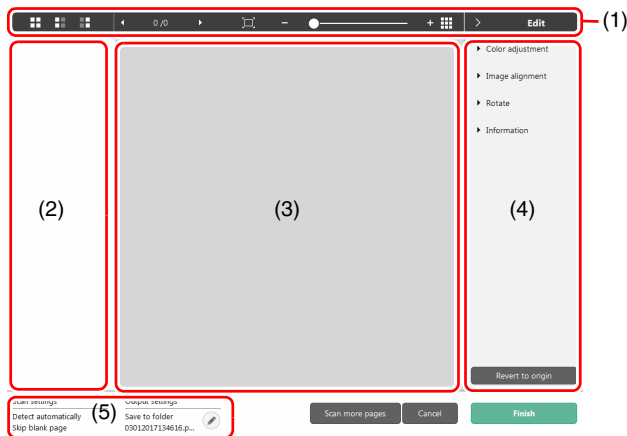 0 /0
− + Edit
(1)
Color adjustment
Image alignment
Rotate
Information
(2)
(3)
(4)
Revert to origin
Scan settings
Output settings
(5)
Detect automatically
Skip blank page
Save to folder
03012017134616.p...
Scan more pages
Cancel
Finish